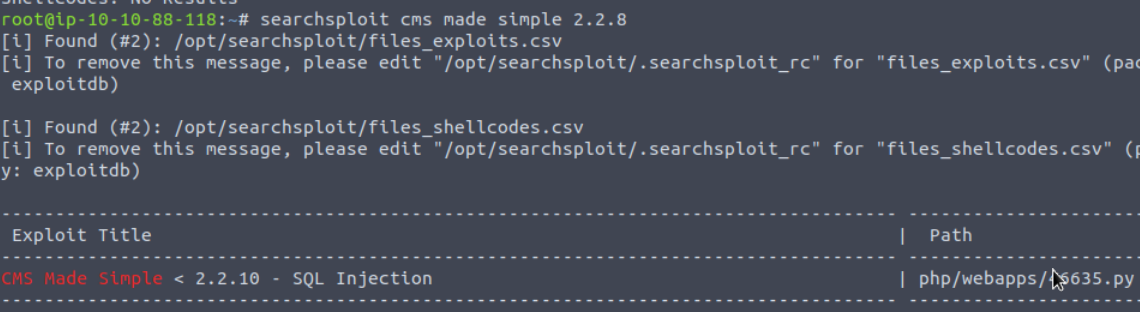 shellcodes: No Results
root@ip-10-10-88-118:~# searchsploit cms made simple 2.2.8
[i] Found (#2): /opt/searchsploit/files_exploits.csv
[i] To remove this message, please edit "/opt/searchsploit/.searchsploit_rc" for "files_exploits.csv" (pac
exploitdb)
[i] Found (#2): /opt/searchsploit/files_shellcodes.csv
[i] To remove this message, please edit "/opt/searchsploit/.searchsploit_rc" for "files_shellcodes.csv" (p
y: exploitdb)
Exploit Title | Path
CMS Made Simple < 2.2.10 - SQL Injection | php/webapps/46635.py